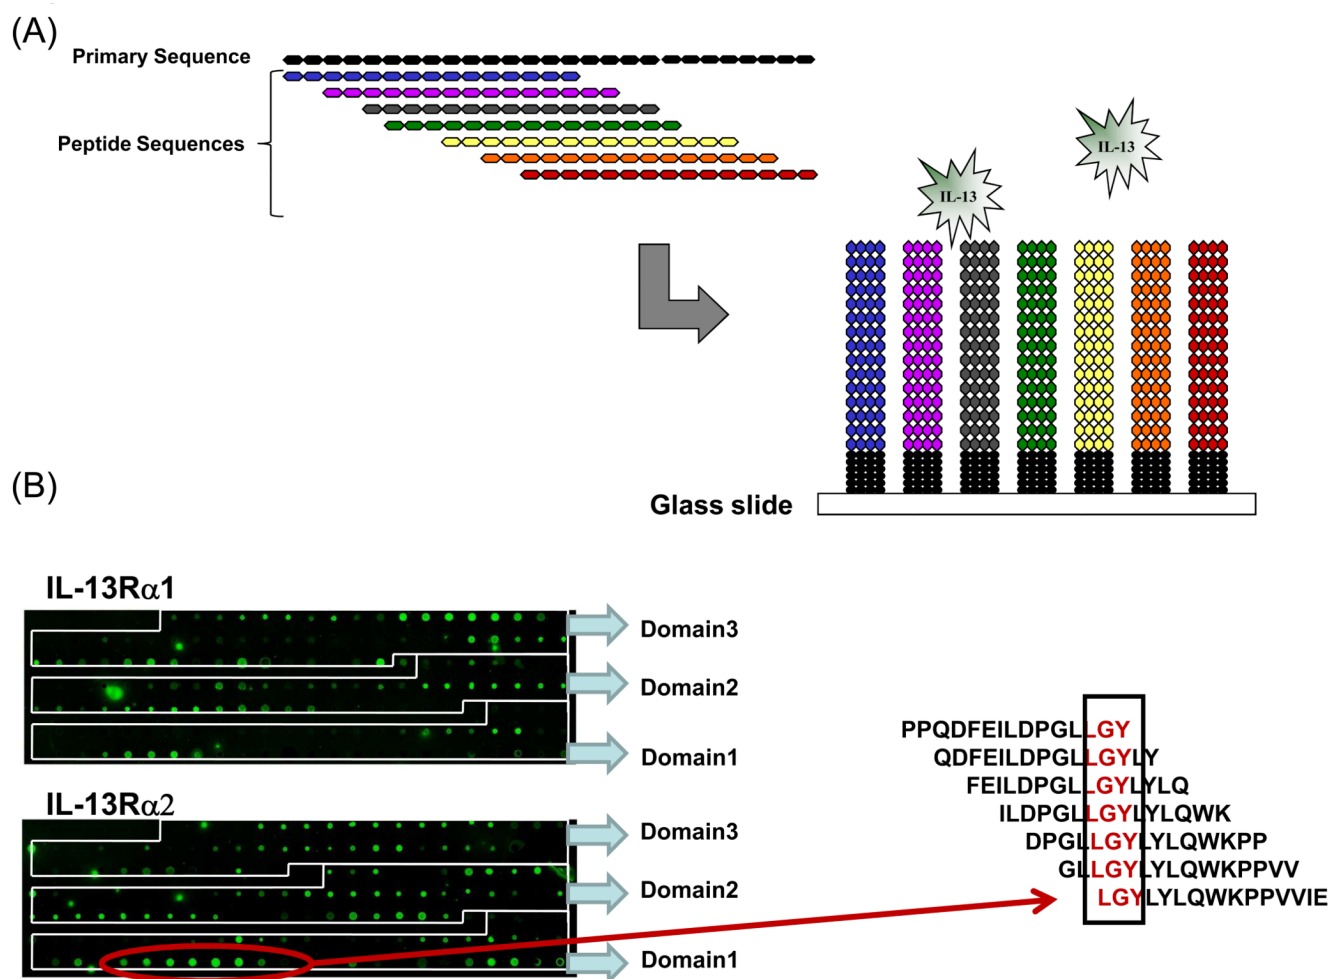 (A)
Primary Sequence
Peptide Sequences
IL-13
IL-13
Glass slide
(B)
IL-13Rα1
Domain3
Domain2
Domain1
IL-13Rα2
Domain3
Domain2
Domain1
PPQDFEILDPGLLGY
QDFEILDPGLLGYLY
FEILDPGLLGYLYLQ
ILDPGLLGYLYLQWK
DPGLLGYLYLQWKPP
GLLGYLYLQWKPPVV
LGYLYLQWKPPVVIE